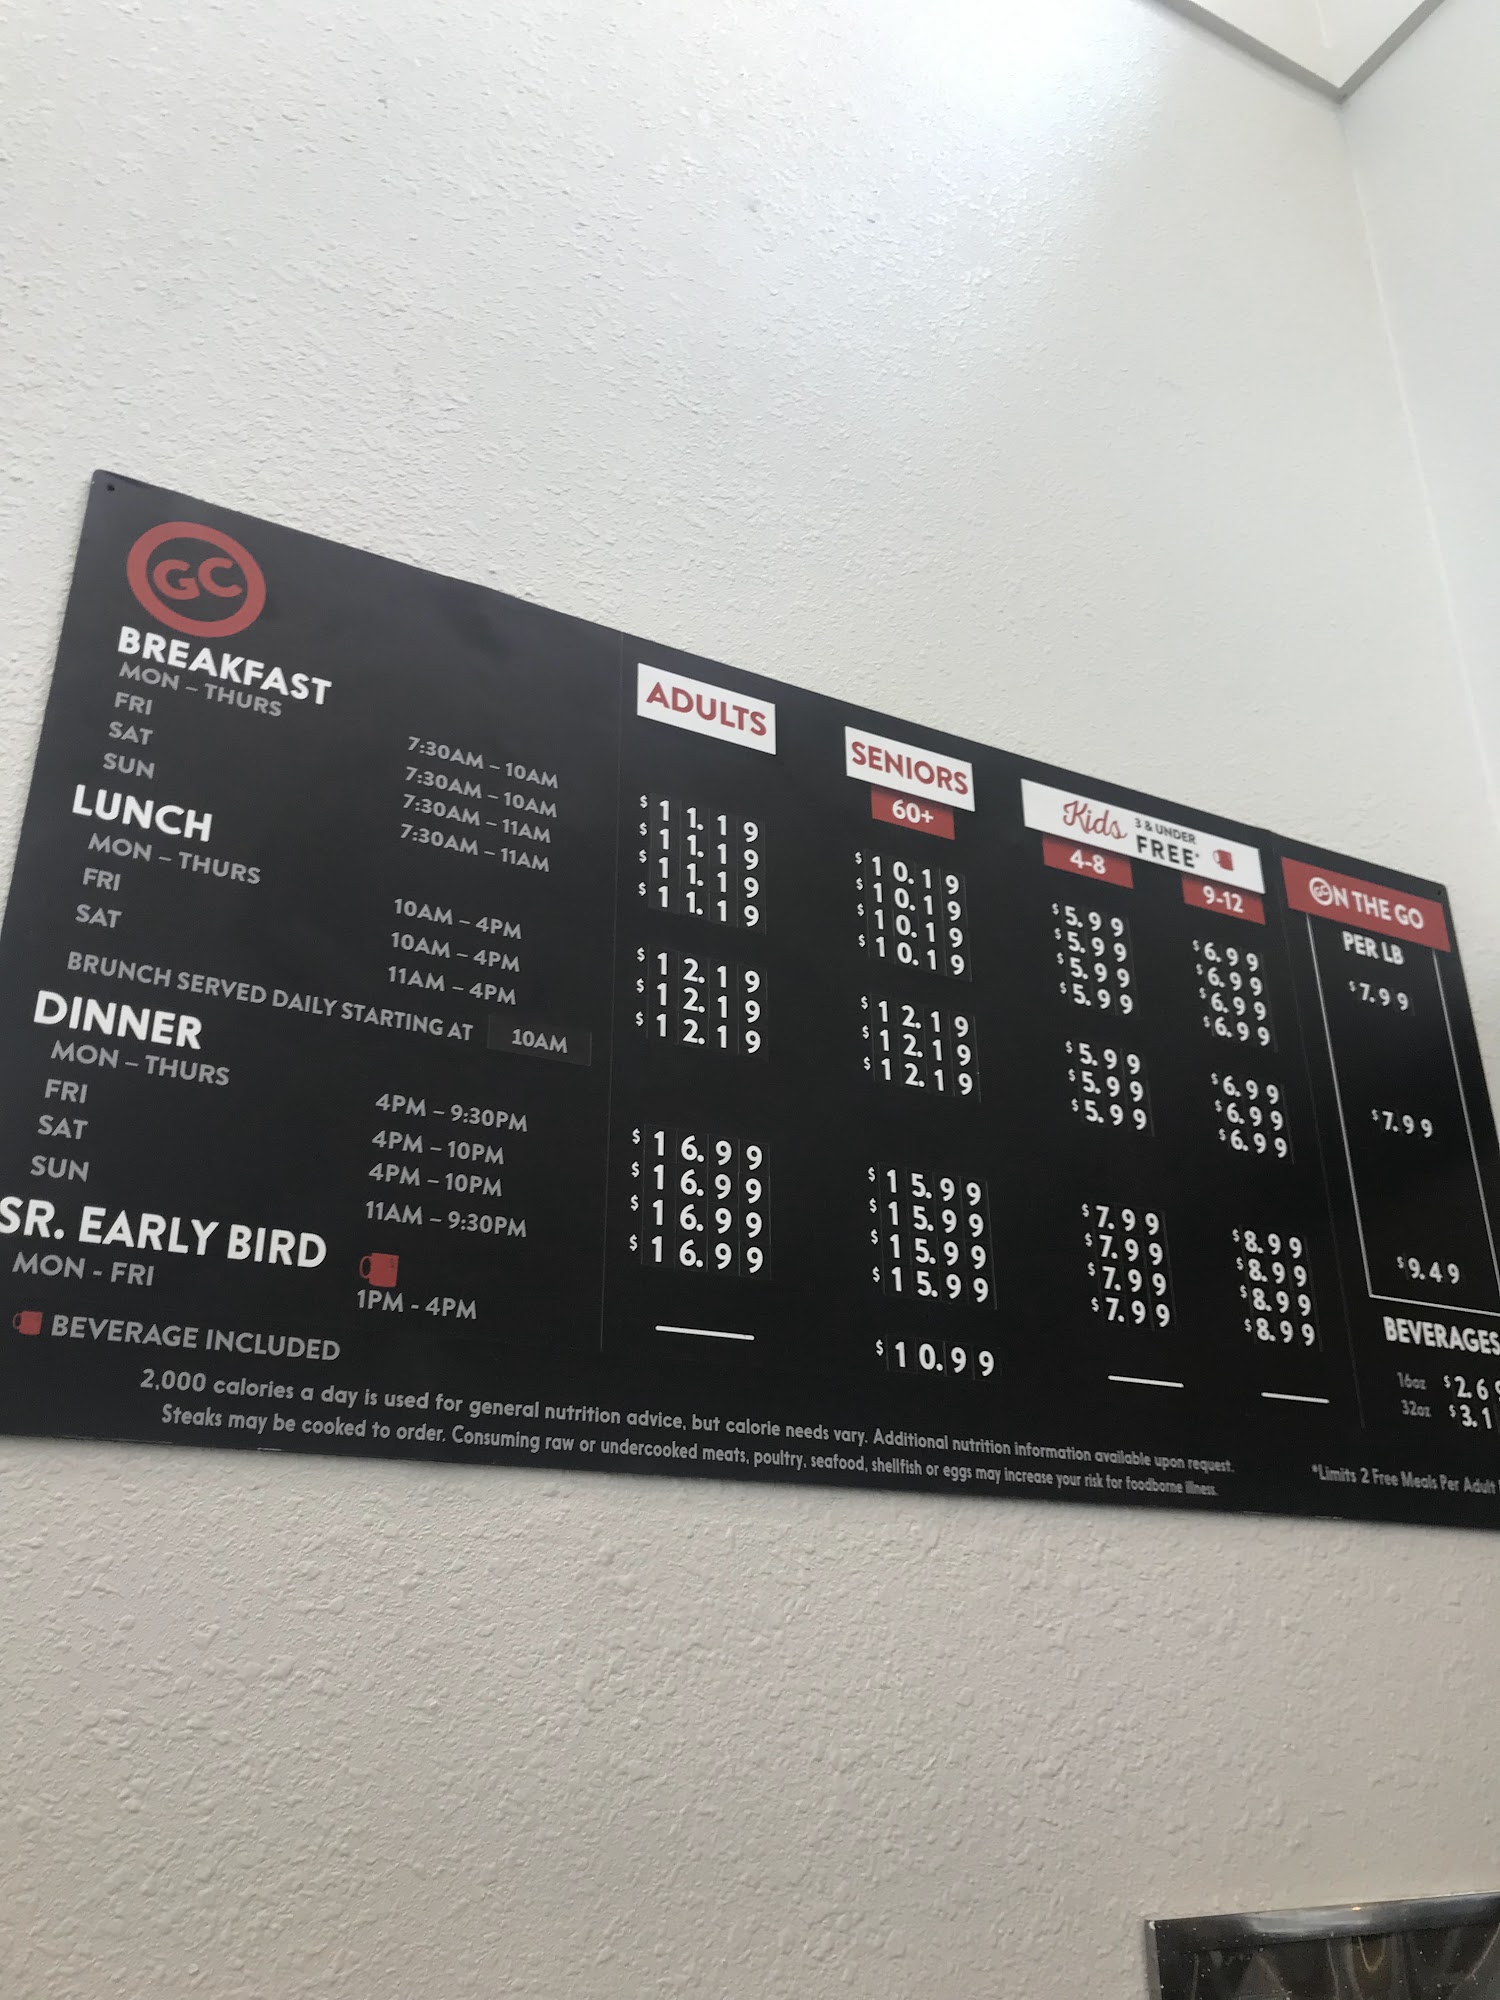 GC
BREAKFAST
MON – THURS 7:30AM – 10AM $11.19 $10.19 $5.99 $6.99
FRI 7:30AM – 10AM $11.19 $10.19 $5.99 $6.99
SAT 7:30AM – 11AM $11.19 $10.19 $5.99 $6.99
SUN 7:30AM – 11AM $11.19 $10.19 $5.99 $6.99
LUNCH
MON – THURS 10AM – 4PM $12.19 $12.19 $5.99 $6.99
FRI 10AM – 4PM $12.19 $12.19 $5.99 $6.99
SAT 11AM – 4PM $12.19 $12.19 $5.99 $6.99
BRUNCH SERVED DAILY STARTING AT 10AM
DINNER
MON – THURS 4PM – 9:30PM $16.99 $15.99 $7.99 $8.99
FRI 4PM – 10PM $16.99 $15.99 $7.99 $8.99
SAT 4PM – 10PM $16.99 $15.99 $7.99 $8.99
SUN 11AM – 9:30PM $16.99 $15.99 $7.99 $8.99
SR. EARLY BIRD
MON - FRI 1PM - 4PM $10.99
BEVERAGE INCLUDED
ADULTS
SENIORS
60+
Kids 3 & UNDER
FREE*
4-8
9-12
GC ON THE GO
PER LB
$7.99
$7.99
$9.49
BEVERAGES
16oz $2.6
32oz $3.1
2,000 calories a day is used for general nutrition advice, but calorie needs vary. Additional nutrition information available upon request.
Steaks may be cooked to order. Consuming raw or undercooked meats, poultry, seafood, shellfish or eggs may increase your risk for foodborne illness.
*Limits 2 Free Meals Per Adult